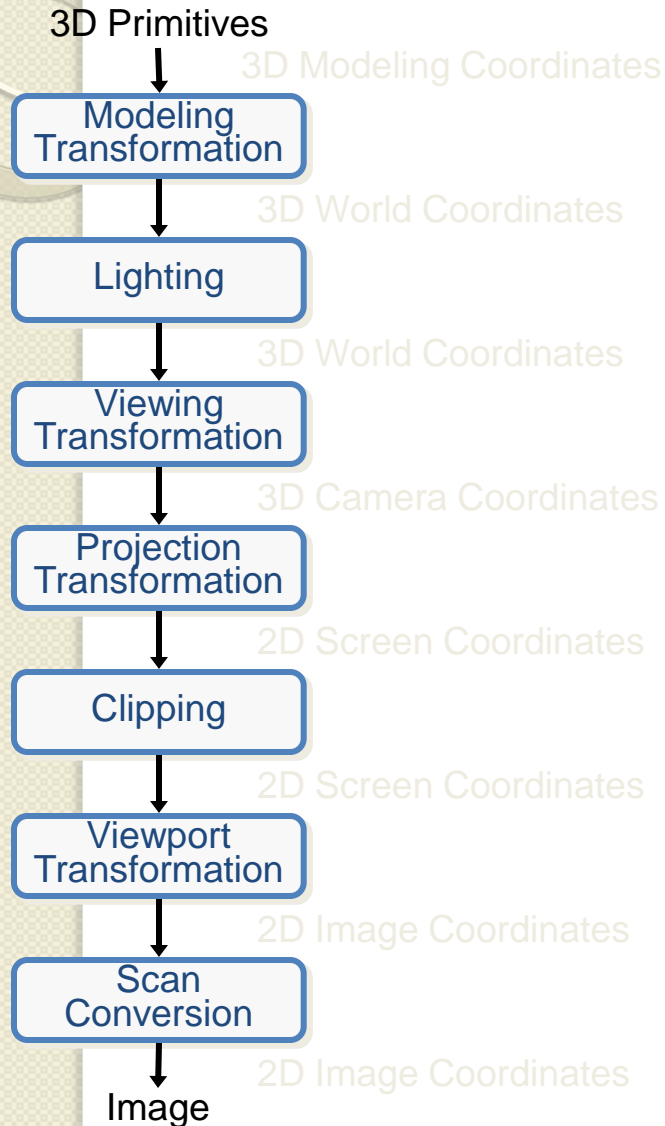 3D Primitives
3D Modeling Coordinates
Modeling
Transformation
3D World Coordinates
Lighting
3D World Coordinates
Viewing
Transformation
3D Camera Coordinates
Projection
Transformation
2D Screen Coordinates
Clipping
2D Screen Coordinates
Viewport
Transformation
2D Image Coordinates
Scan
Conversion
2D Image Coordinates
Image